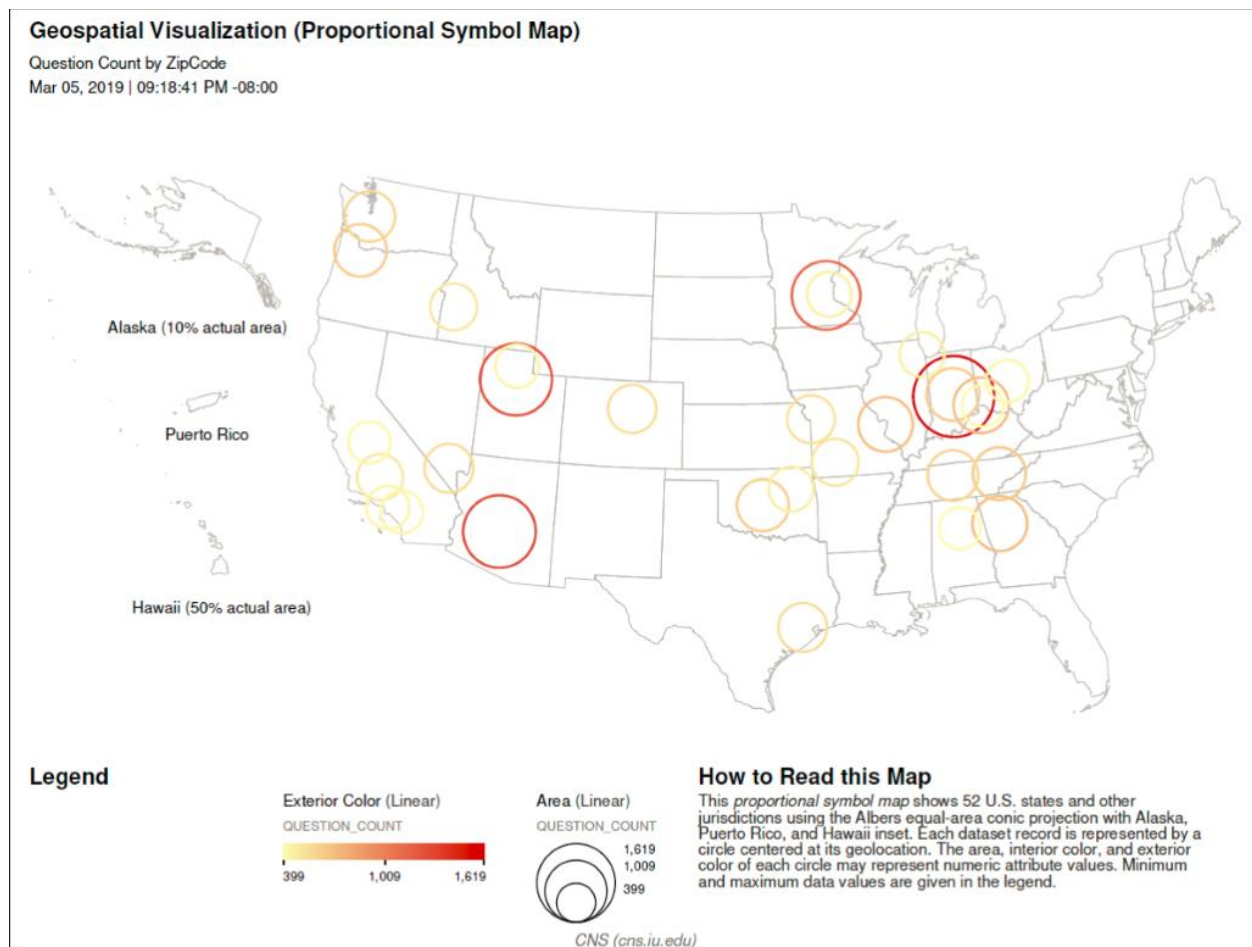 Geospatial Visualization (Proportional Symbol Map)
Question Count by ZipCode
Mar 05, 2019 | 09:18:41 PM -08:00
Alaska (10% actual area)
Puerto Rico
Hawaii (50% actual area)
Legend
Exterior Color (Linear)
QUESTION_COUNT
399 1,009 1,619
Area (Linear)
QUESTION_COUNT
1,619
1,009
399
CNS (cns.iu.edu)
How to Read this Map
This proportional symbol map shows 52 U.S. states and other
jurisdictions using the Albers equal-area conic projection with Alaska,
Puerto Rico, and Hawaii inset. Each dataset record is represented by a
circle centered at its geolocation. The area, interior color, and exterior
color of each circle may represent numeric attribute values. Minimum
and maximum data values are given in the legend.